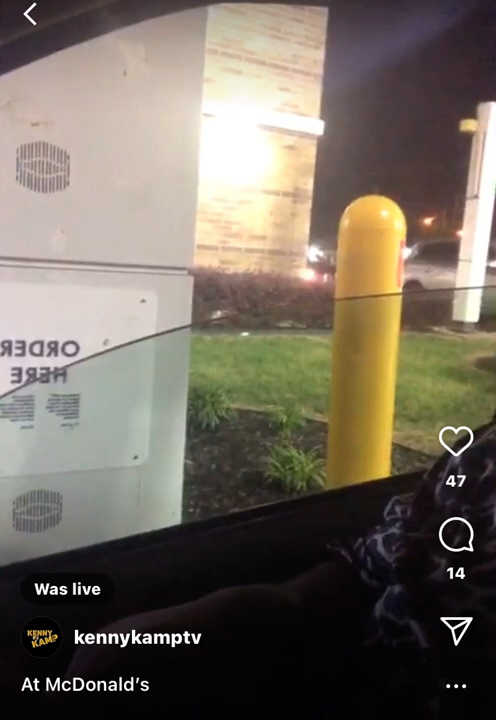 ORDER
HERE
47
14
Was live
KENNY
KAMP
kennykamptv
At McDonald's